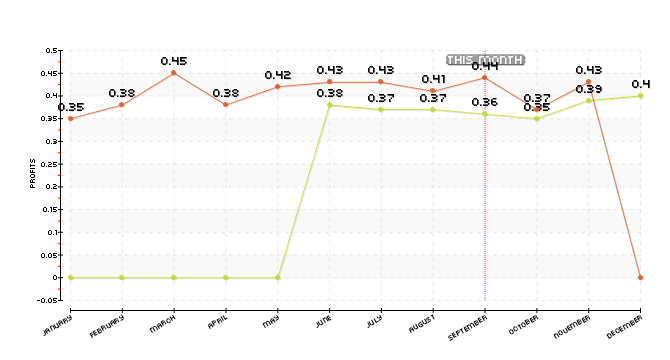 THIS MONTH
0.5
0.45
0.4
0.35
0.3
0.25
0.2
0.15
0.1
0.05
0
-0.05
PROFITS
0.35
0.38
0.45
0.38
0.42
0.43
0.43
0.41
0.44
0.37
0.43
0.38
0.37
0.37
0.36
0.35
0.39
0.4
JANUARY
FEBRUARY
MARCH
APRIL
MAY
JUNE
JULY
AUGUST
SEPTEMBER
OCTOBER
NOVEMBER
DECEMBER